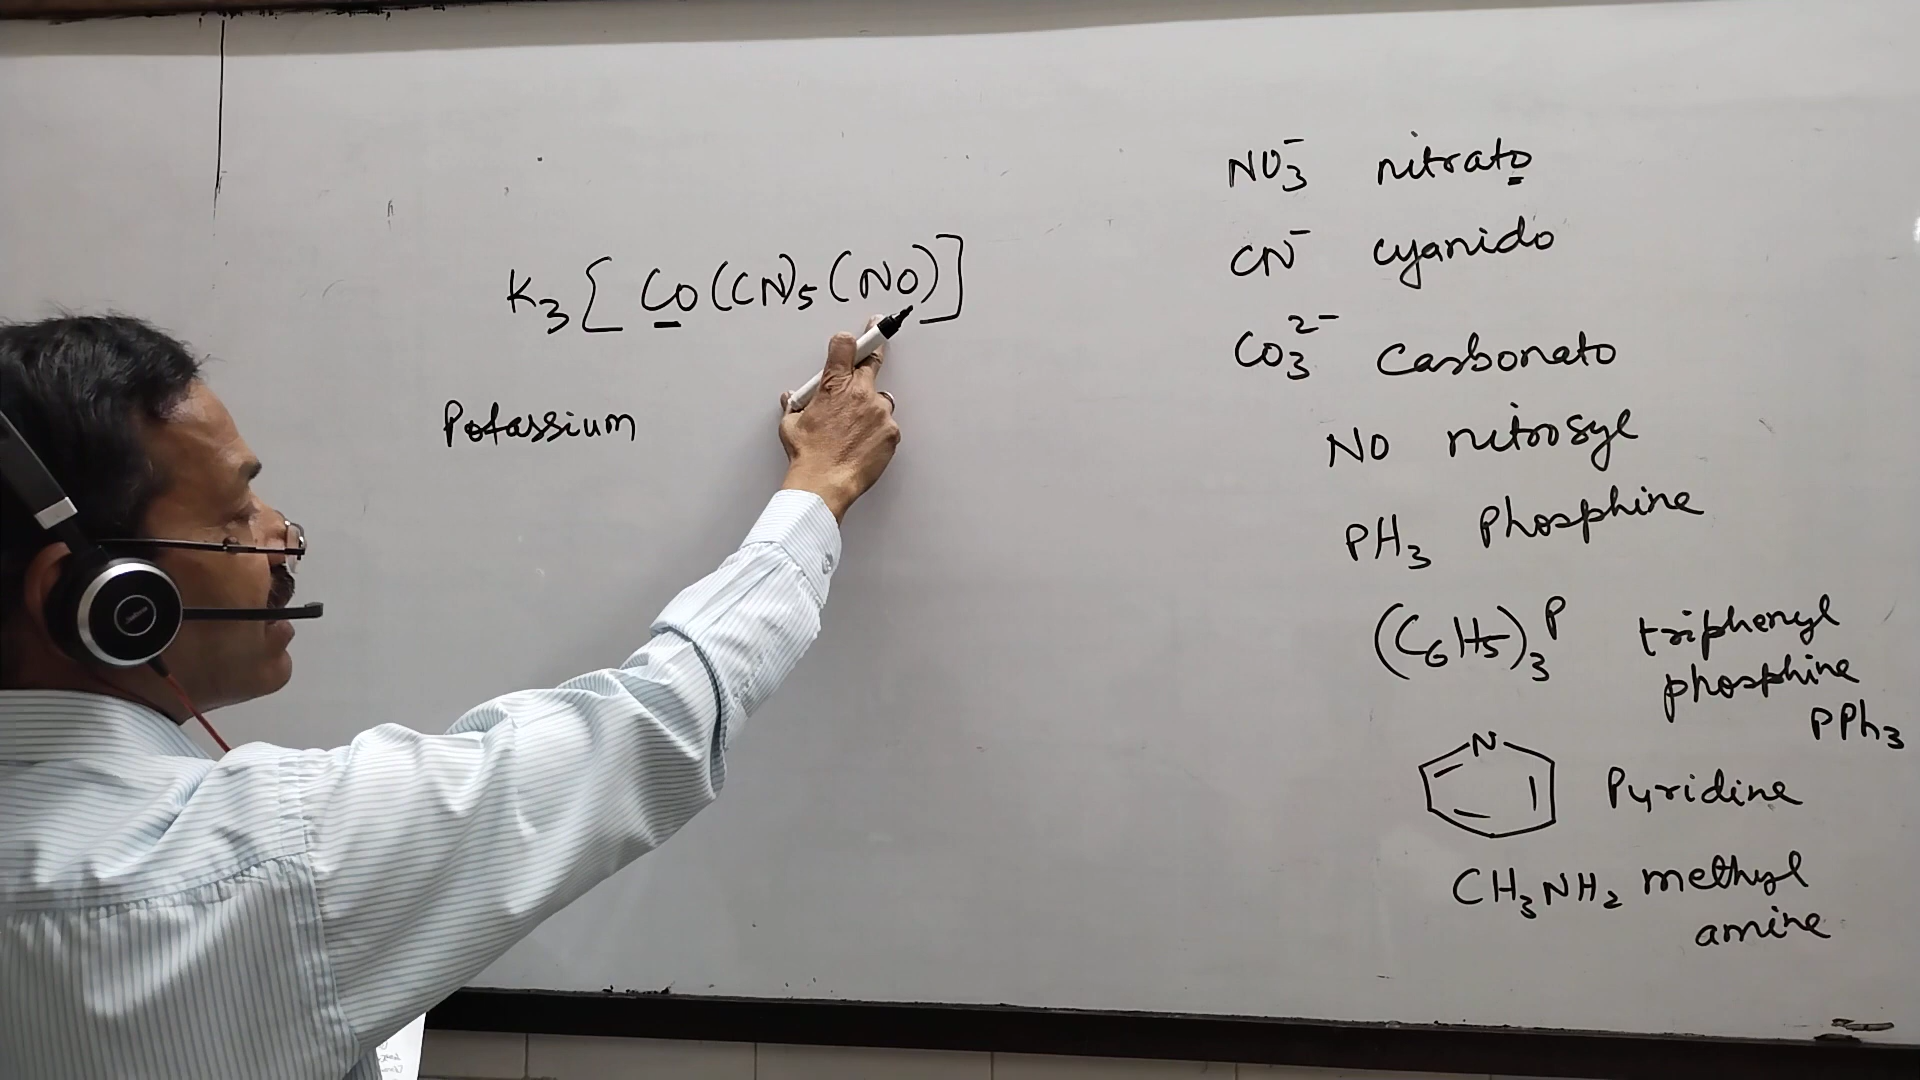 K₃[Co(CN)₅(NO)]
Potassium
NO₃⁻ nitrato
CN⁻ cyanido
CO₃²⁻ Carbonato
NO nitrosyl
PH₃ Phosphine
(C₆H₅)₃P triphenyl
phosphine
PPh₃
N Pyridine
CH₃NH₂ methyl
amine